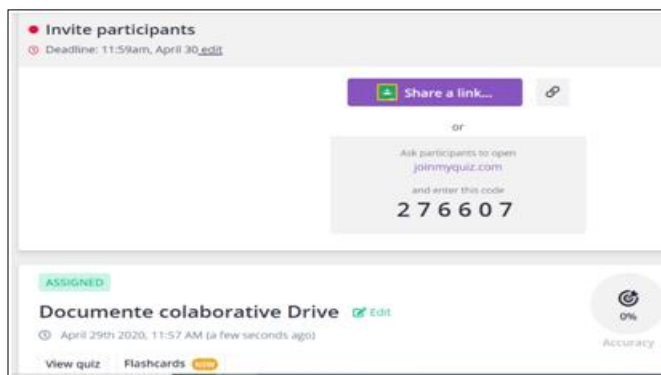 Invite participants
Deadline: 11:59am, April 30 edit
Share a link...
or
Ask participants to open
joinmyquiz.com
and enter this code
276607
ASSIGNED
Documente colaborative Drive Edit
April 29th 2020, 11:57 AM (a few seconds ago)
0%
Accuracy
View quiz Flashcards NEW